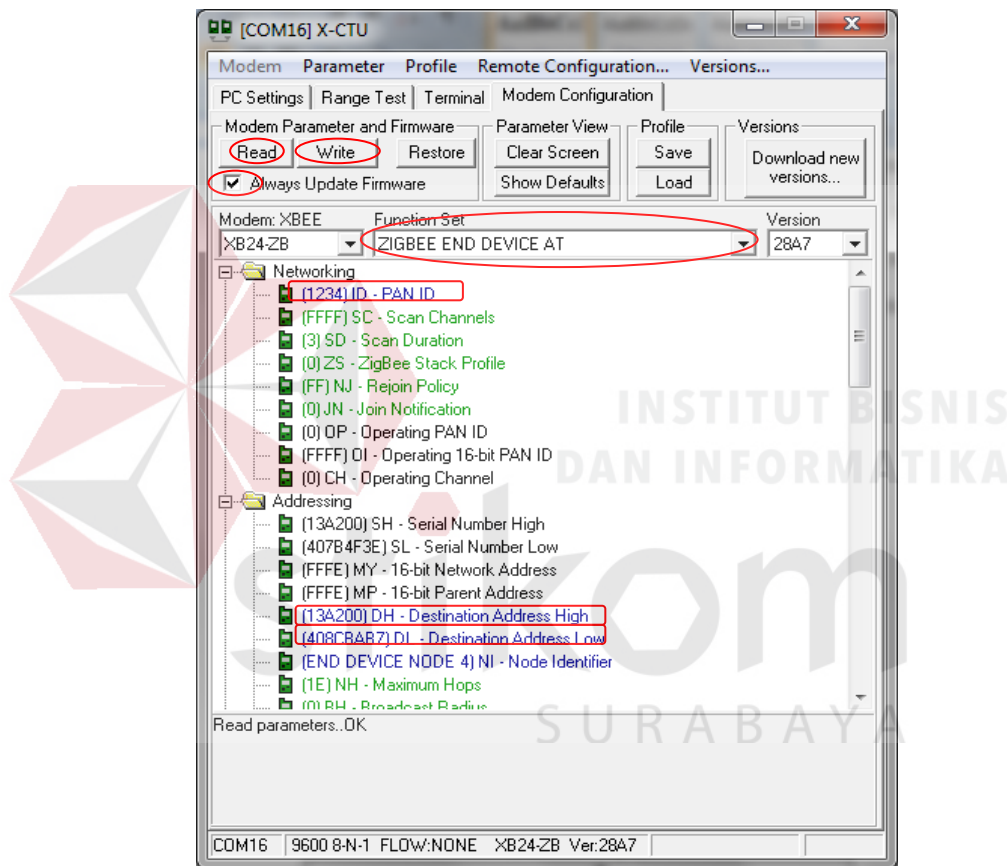 [COM16] X-CTU
Modem Parameter Profile Remote Configuration... Versions...
PC Settings Range Test Terminal Modem Configuration
Modem Parameter and Firmware Parameter View Profile Versions
Read Write Restore Clear Screen Save Download new versions...
Always Update Firmware Show Defaults Load
Modem: XBEE Function Set Version
XB24-ZB ZIGBEE END DEVICE AT 28A7
Networking
(1234) ID - PAN ID
(FFFF) SC - Scan Channels
(3) SD - Scan Duration
(0) ZS - ZigBee Stack Profile
(FF) NJ - Rejoin Policy
(0) JN - Join Notification
(0) OP - Operating PAN ID
(FFFF) OI - Operating 16-bit PAN ID
(0) CH - Operating Channel
Addressing
(13A200) SH - Serial Number High
(407B4F3E) SL - Serial Number Low
(FFFE) MY - 16-bit Network Address
(FFFE) MP - 16-bit Parent Address
(13A200) DH - Destination Address High
(408CBAB7) DL - Destination Address Low
(END DEVICE NODE 4) NI - Node Identifier
(1E) NH - Maximum Hops
(0) BH - Broadcast Radius
Read parameters..OK
COM16 9600 8-N-1 FLOW:NONE XB24-ZB Ver:28A7
INSTITUT BISNIS
DAN INFORMATIKA
stikom
SURABAYA